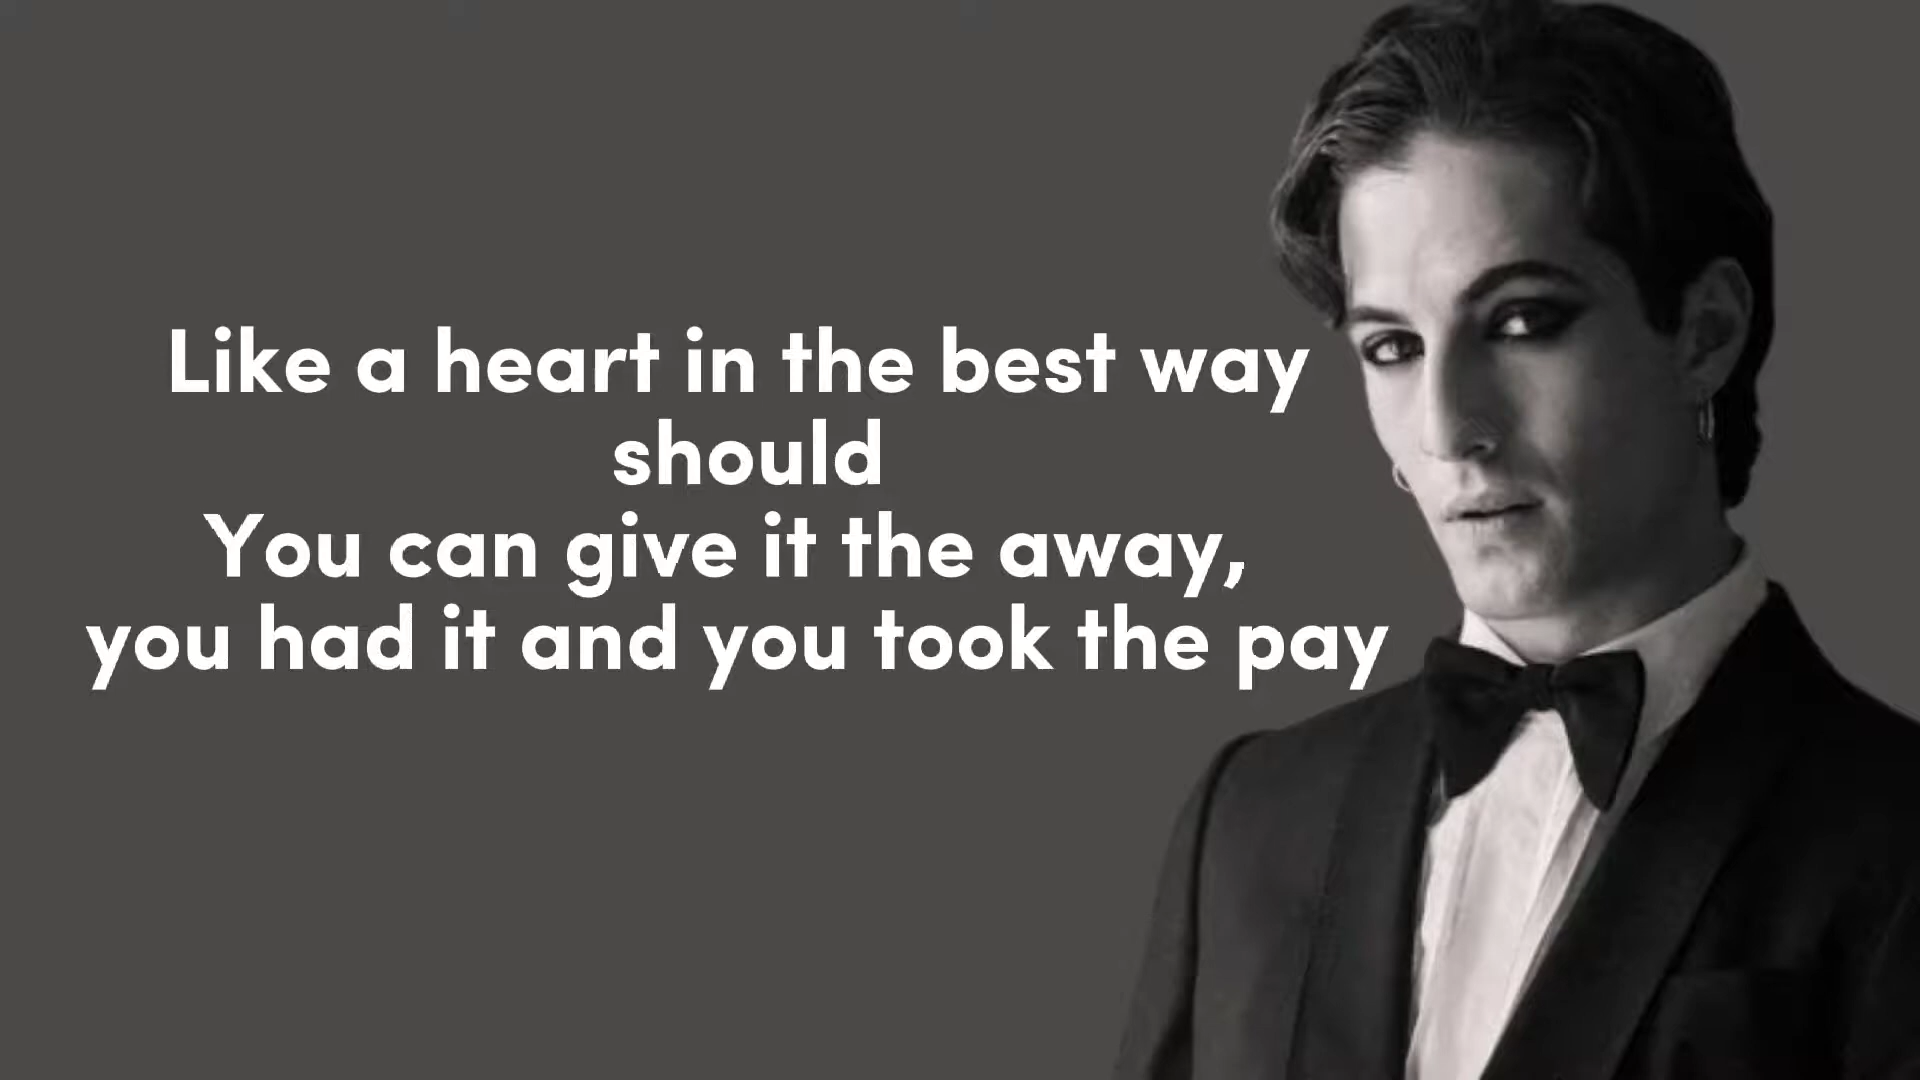 Like a heart in the best way
should
You can give it the away,
you had it and you took the pay